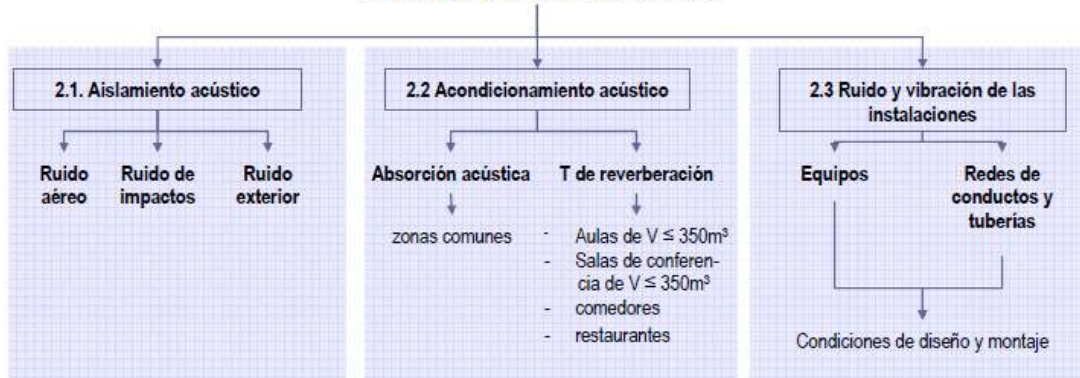 2.1. Aislamiento acústico
Ruido
aéreo
Ruido de
impactos
Ruido
exterior
2.2 Acondicionamiento acústico
Absorción acústica
zonas comunes
T de reverberación
- Aulas de V ≤ 350m³
- Salas de conferen-
cia de V ≤ 350m³
- comedores
- restaurantes
2.3 Ruido y vibración de las
instalaciones
Equipos
Redes de
conductos y
tuberías
Condiciones de diseño y montaje